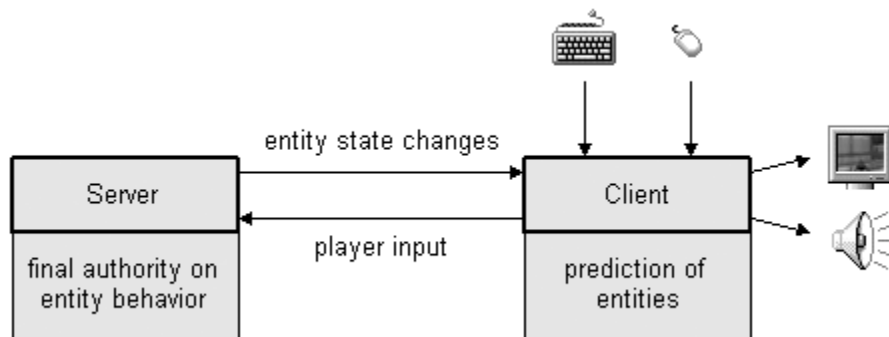 entity state changes
Server
Client
player input
final authority on
entity behavior
prediction of
entities